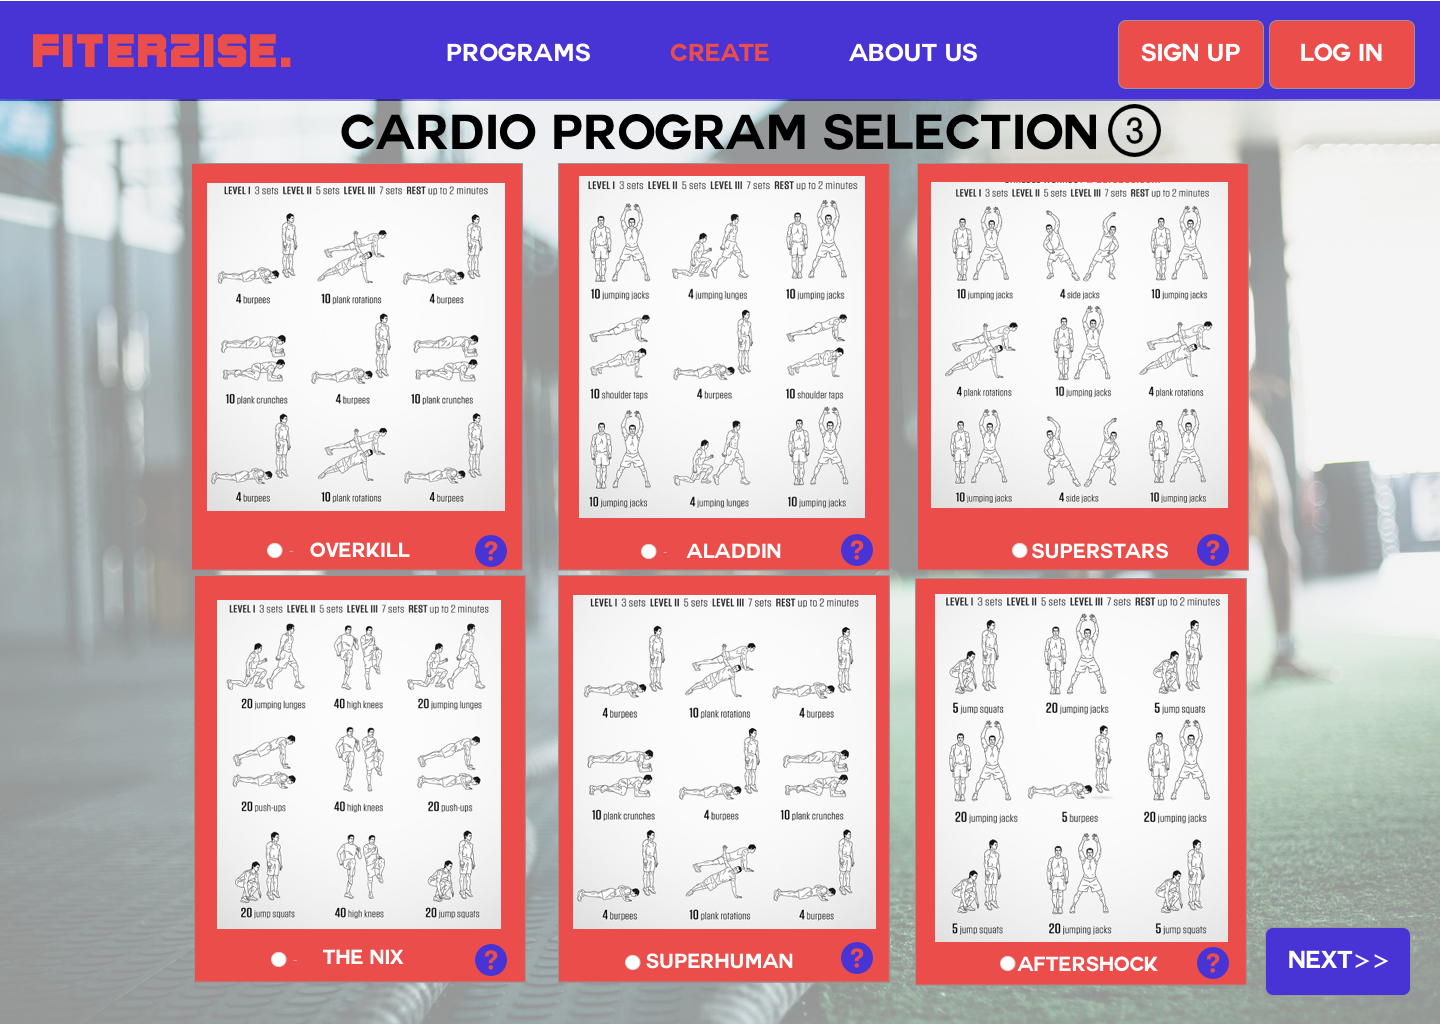 FITERZISE.
PROGRAMS
CREATE
ABOUT US
SIGN UP
LOG IN
CARDIO PROGRAM SELECTION 3
LEVEL I 3 sets LEVEL II 5 sets LEVEL III 7 sets REST up to 2 minutes
4 burpees
10 plank rotations
4 burpees
10 plank crunches
4 burpees
10 plank crunches
4 burpees
10 plank rotations
4 burpees
- OVERKILL
?
LEVEL I 3 sets LEVEL II 5 sets LEVEL III 7 sets REST up to 2 minutes
10 jumping jacks
4 jumping lunges
10 jumping jacks
10 shoulder taps
4 burpees
10 shoulder taps
10 jumping jacks
4 jumping lunges
10 jumping jacks
- ALADDIN
?
LEVEL I 3 sets LEVEL II 5 sets LEVEL III 7 sets REST up to 2 minutes
10 jumping jacks
4 side jacks
10 jumping jacks
4 plank rotations
10 jumping jacks
4 plank rotations
10 jumping jacks
4 side jacks
10 jumping jacks
SUPERSTARS
?
LEVEL I 3 sets LEVEL II 5 sets LEVEL III 7 sets REST up to 2 minutes
20 jumping lunges
40 high knees
20 jumping lunges
20 push-ups
40 high knees
20 push-ups
20 jump squats
40 high knees
20 jump squats
- THE NIX
?
LEVEL I 3 sets LEVEL II 5 sets LEVEL III 7 sets REST up to 2 minutes
4 burpees
10 plank rotations
4 burpees
10 plank crunches
4 burpees
10 plank crunches
4 burpees
10 plank rotations
4 burpees
SUPERHUMAN
?
LEVEL I 3 sets LEVEL II 5 sets LEVEL III 7 sets REST up to 2 minutes
5 jump squats
20 jumping jacks
5 jump squats
20 jumping jacks
5 burpees
20 jumping jacks
5 jump squats
20 jumping jacks
5 jump squats
AFTERSHOCK
?
NEXT>>